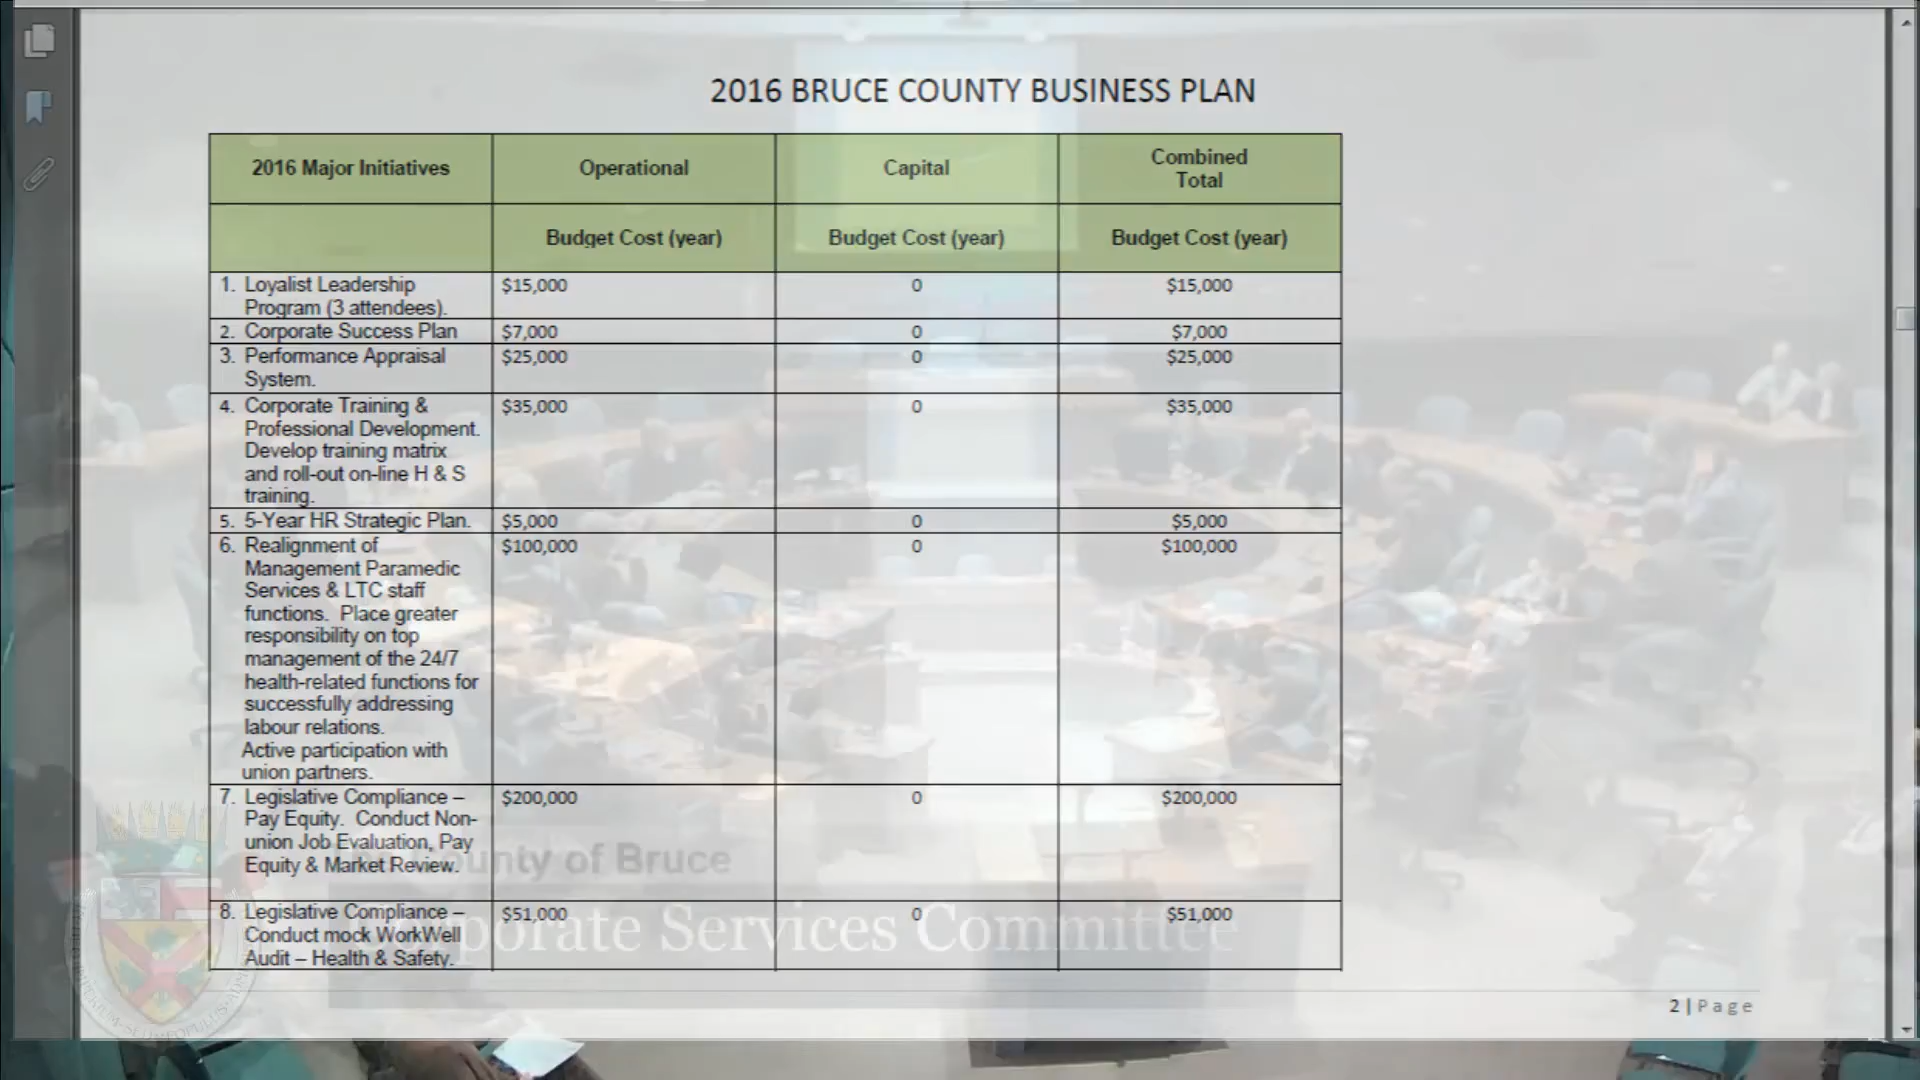 2016 BRUCE COUNTY BUSINESS PLAN
2016 Major Initiatives
Operational
Capital
Combined
Total
Budget Cost (year)
Budget Cost (year)
Budget Cost (year)
1. Loyalist Leadership
Program (3 attendees).
$15,000
0
$15,000
2. Corporate Success Plan
$7,000
0
$7,000
3. Performance Appraisal
System.
$25,000
0
$25,000
4. Corporate Training &
Professional Development.
Develop training matrix
and roll-out on-line H & S
training.
$35,000
0
$35,000
5. 5-Year HR Strategic Plan.
$5,000
0
$5,000
6. Realignment of
Management Paramedic
Services & LTC staff
functions. Place greater
responsibility on top
management of the 24/7
health-related functions for
successfully addressing
labour relations.
Active participation with
union partners.
$100,000
0
$100,000
7. Legislative Compliance –
Pay Equity. Conduct Non-
union Job Evaluation, Pay
Equity & Market Review.
$200,000
0
$200,000
8. Legislative Compliance –
Conduct mock WorkWell
Audit – Health & Safety.
$51,000
0
$51,000
County of Bruce
Corporate Services Committee
2 | Page